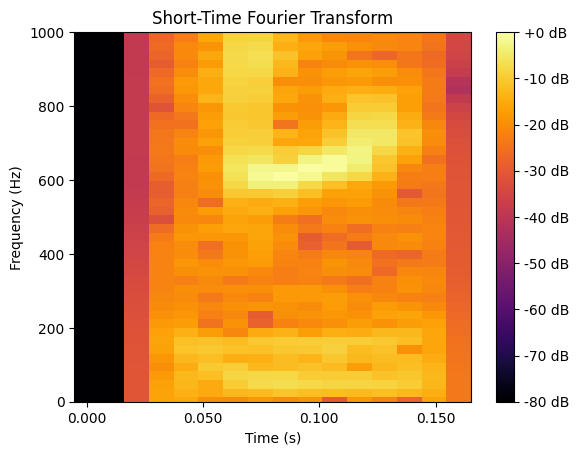 Short-Time Fourier Transform
1000
800
600
400
200
0
Frequency (Hz)
0.000
0.050
0.100
0.150
Time (s)
+0 dB
-10 dB
-20 dB
-30 dB
-40 dB
-50 dB
-60 dB
-70 dB
-80 dB